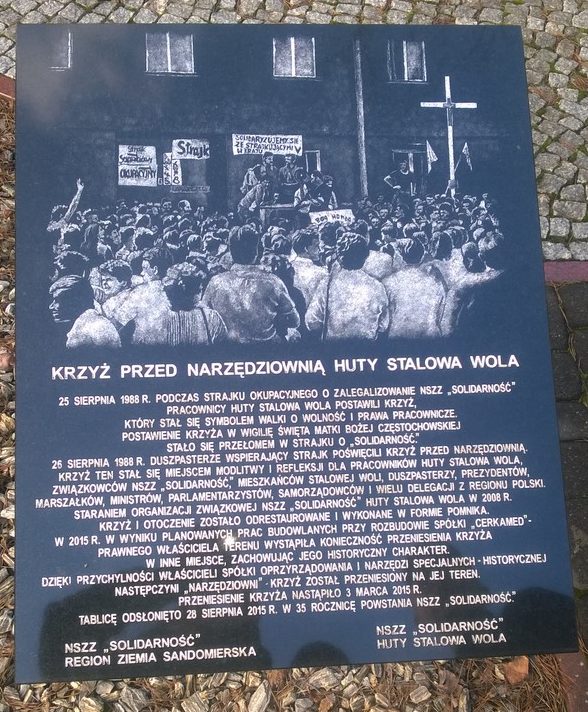 Strajk
Solidarnościowy
OKUPACYJNY
Strajk
SOLIDARYZUJEMY SIĘ
ZE STRAJKUJĄCYMI
W KRAJU
KRZYŻ PRZED NARZĘDZIOWNIĄ HUTY STALOWA WOLA
25 SIERPNIA 1988 R. PODCZAS STRAJKU OKUPACYJNEGO O ZALEGALIZOWANIE NSZZ „SOLIDARNOŚĆ”
PRACOWNICY HUTY STALOWA WOLA POSTAWILI KRZYŻ,
KTÓRY STAŁ SIĘ SYMBOLEM WALKI O WOLNOŚĆ I PRAWA PRACOWNICZE.
POSTAWIENIE KRZYŻA W WIGILIĘ ŚWIĘTA MATKI BOŻEJ CZĘSTOCHOWSKIEJ
STAŁO SIĘ PRZEŁOMEM W STRAJKU O „SOLIDARNOŚĆ.”
26 SIERPNIA 1988 R. DUSZPASTERZE WSPIERAJĄCY STRAJK POŚWIĘCILI KRZYŻ PRZED NARZĘDZIOWNIĄ.
KRZYŻ TEN STAŁ SIĘ MIEJSCEM MODLITWY I REFLEKSJI DLA PRACOWNIKÓW HUTY STALOWA WOLA,
ZWIĄZKOWCÓW NSZZ „SOLIDARNOŚĆ,” MIESZKAŃCÓW STALOWEJ WOLI, DUSZPASTERZY, PREZYDENTÓW,
MARSZAŁKÓW, MINISTRÓW, PARLAMENTARZYSTÓW, SAMORZĄDOWCÓW I WIELU DELEGACJI Z REGIONU POLSKI.
STARANIEM ORGANIZACJI ZWIĄZKOWEJ NSZZ „SOLIDARNOŚĆ” HUTY STALOWA WOLA W 2008 R.
KRZYŻ I OTOCZENIE ZOSTAŁO ODRESTAUROWANE I WYKONANE W FORMIE POMNIKA.
W 2015 R. W WYNIKU PLANOWANYCH PRAC BUDOWLANYCH PRZY ROZBUDOWIE SPÓŁKI „CERKAMED”-
PRAWNEGO WŁAŚCICIELA TERENU WYSTĄPIŁA KONIECZNOŚĆ PRZENIESIENIA KRZYŻA
W INNE MIEJSCE, ZACHOWUJĄC JEGO HISTORYCZNY CHARAKTER.
DZIĘKI PRZYCHYLNOŚCI WŁAŚCICIELI SPÓŁKI OPRZYRZĄDOWANIA I NARZĘDZI SPECJALNYCH - HISTORYCZNEJ
NASTĘPCZYNI „NARZĘDZIOWNI” - KRZYŻ ZOSTAŁ PRZENIESIONY NA JEJ TEREN.
PRZENIESIENIE KRZYŻA NASTĄPIŁO 3 MARCA 2015 R.
TABLICĘ ODSŁONIĘTO 28 SIERPNIA 2015 R. W 35 ROCZNICĘ POWSTANIA NSZZ „SOLIDARNOŚĆ.”
NSZZ „SOLIDARNOŚĆ”
REGION ZIEMIA SANDOMIERSKA
NSZZ „SOLIDARNOŚĆ”
HUTY STALOWA WOLA